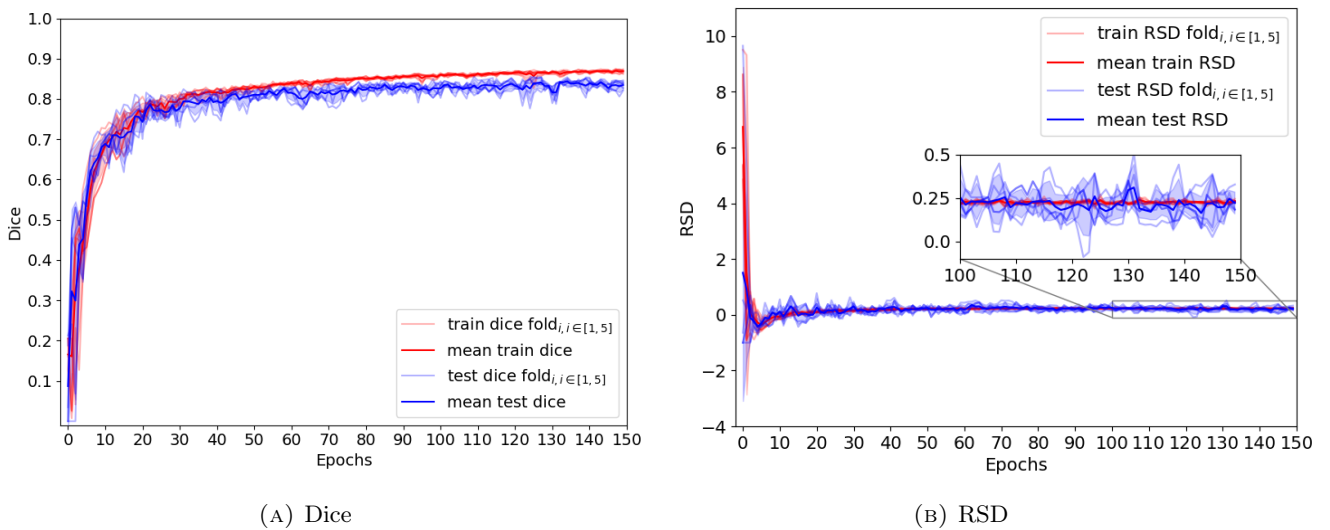 1.0
0.9
0.8
0.7
0.6
0.5
0.4
0.3
0.2
0.1
Dice
train dice fold_{i, i∈[1, 5]}
mean train dice
test dice fold_{i, i∈[1, 5]}
mean test dice
0 10 20 30 40 50 60 70 80 90 100 110 120 130 140 150
Epochs
(A) Dice
10
8
6
4
2
0
−2
−4
RSD
train RSD fold_{i, i∈[1, 5]}
mean train RSD
test RSD fold_{i, i∈[1, 5]}
mean test RSD
0.5
0.25
0.0
100 110 120 130 140 150
0 10 20 30 40 50 60 70 80 90 100 110 120 130 140 150
Epochs
(B) RSD